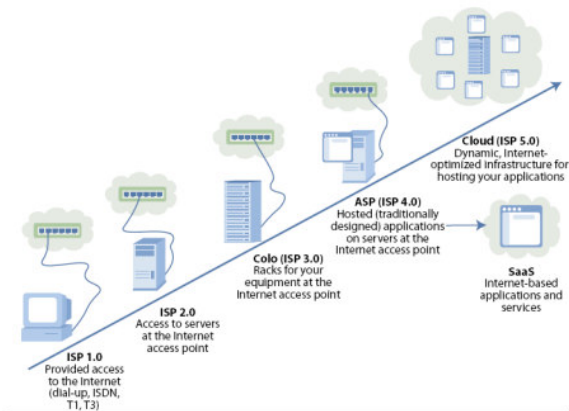 ISP 1.0
Provided access
to the Internet
(dial-up, ISDN,
T1, T3)
ISP 2.0
Access to servers
at the Internet
access point
Colo (ISP 3.0)
Racks for your
equipment at the
Internet access point
ASP (ISP 4.0)
Hosted (traditionally
designed) applications
on servers at the
Internet access point
Cloud (ISP 5.0)
Dynamic, Internet-
optimized infrastructure for
hosting your applications
SaaS
Internet-based
applications and
services